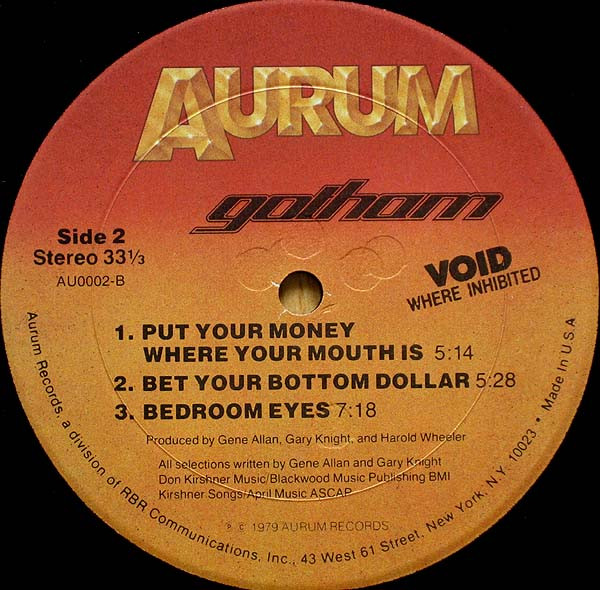 AURUM
gotham
Side 2
Stereo 33 1/3
AU0002-B
VOID
WHERE INHIBITED
1. PUT YOUR MONEY
WHERE YOUR MOUTH IS 5:14
2. BET YOUR BOTTOM DOLLAR 5:28
3. BEDROOM EYES 7:18
Produced by Gene Allan, Gary Knight, and Harold Wheeler
All selections written by Gene Allan and Gary Knight
Don Kirshner Music/Blackwood Music Publishing BMI
Kirshner Songs/April Music ASCAP
℗ © 1979 AURUM RECORDS
Aurum Records, a division of RBR Communications, Inc., 43 West 61 Street, New York, N.Y. 10023 • Made In U.S.A